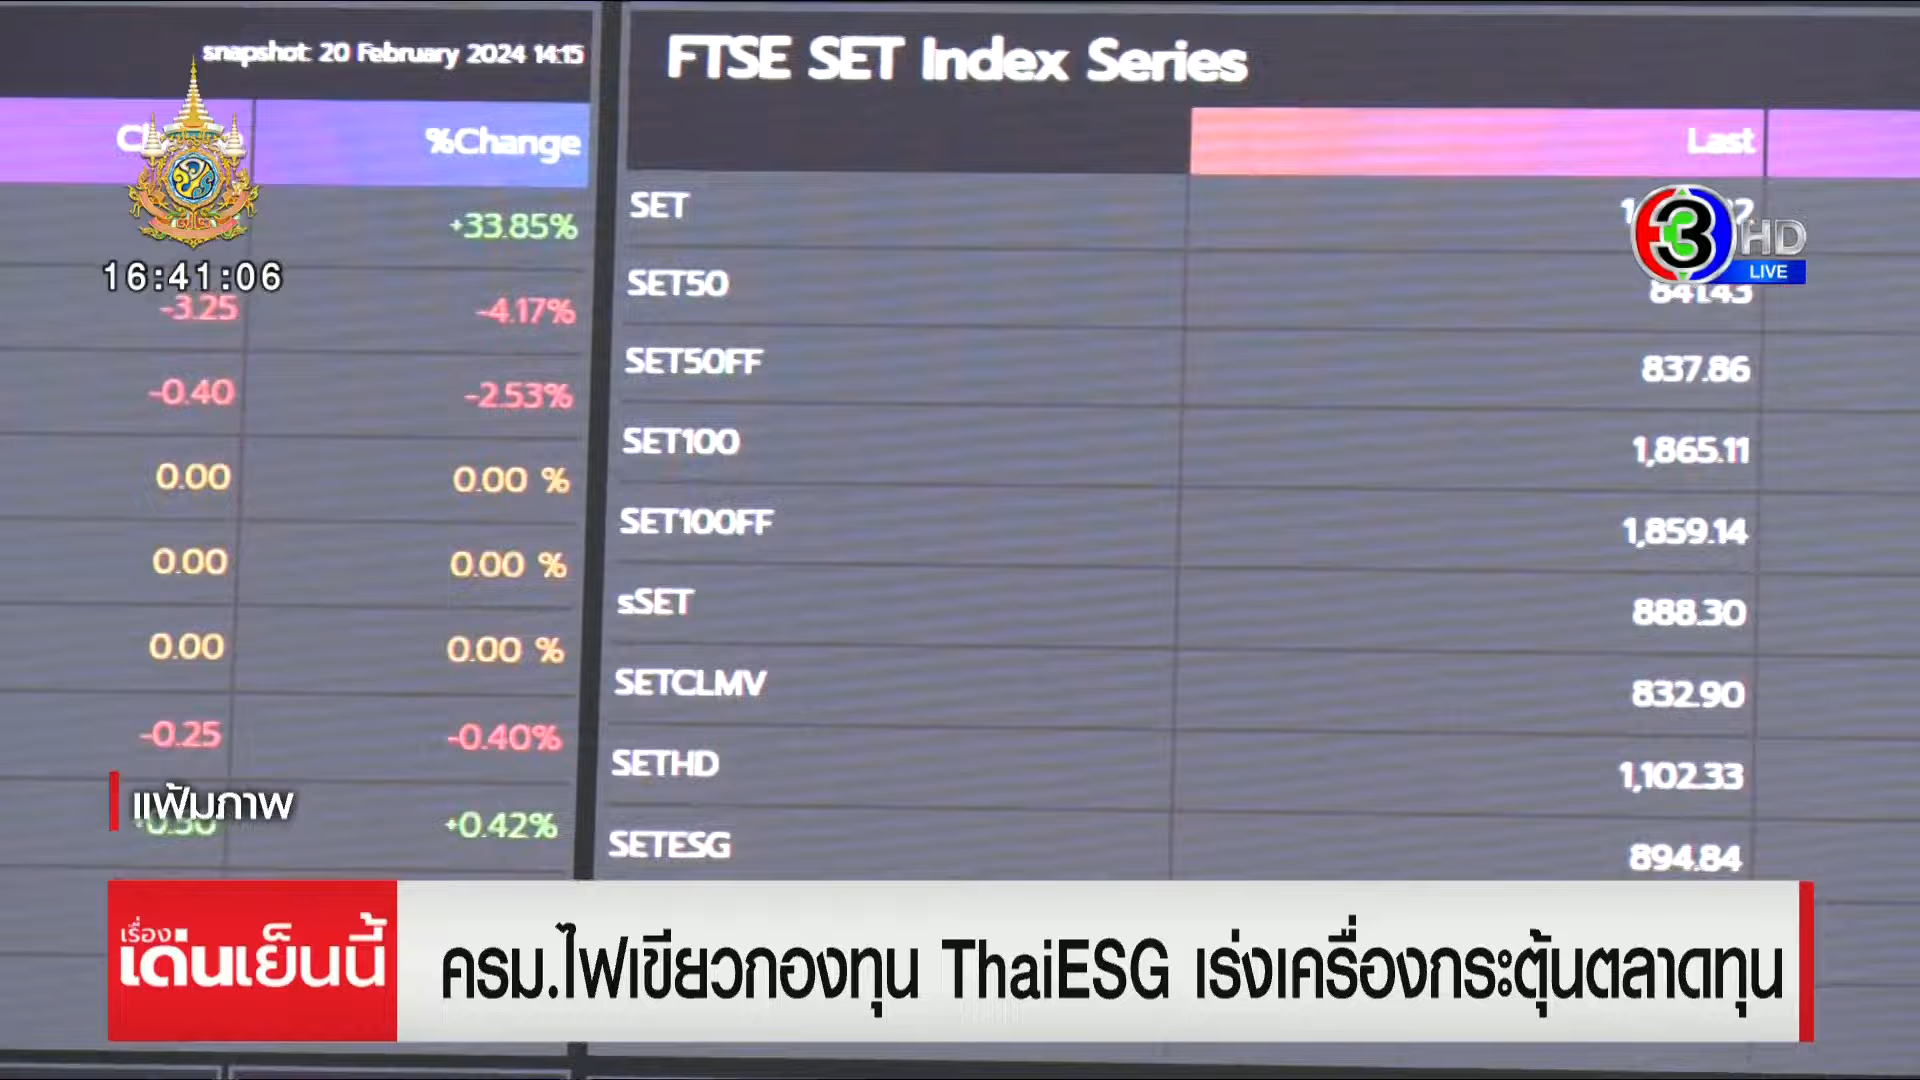 snapshot: 20 February 2024 14:15
FTSE SET Index Series
%Change
Last
+33.85%
SET
3 HD
LIVE
16:41:06
-3.25
-4.17%
SET50
841.43
-0.40
-2.53%
SET50FF
837.86
0.00
0.00 %
SET100
1,865.11
0.00
0.00 %
SET100FF
1,859.14
0.00
0.00 %
sSET
888.30
SETCLMV
832.90
-0.25
-0.40%
SETHD
1,102.33
แฟ้มภาพ
+0.42%
SETESG
894.84
เรื่อง
เด่นเย็นนี้
ครม.ไฟเขียวกองทุน ThaiESG เร่งเครื่องกระตุ้นตลาดทุน